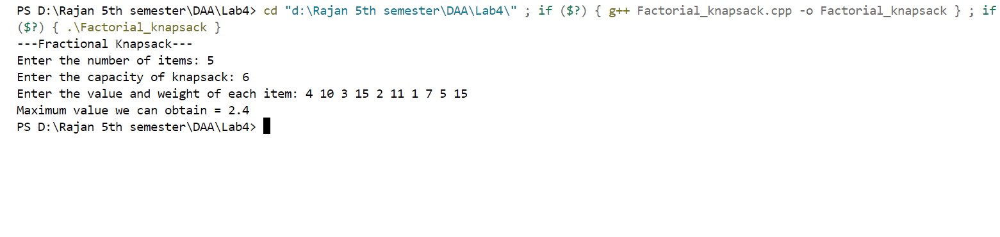 PS D:\Rajan 5th semester\DAA\Lab4> cd "d:\Rajan 5th semester\DAA\Lab4\" ; if ($?) { g++ Factorial_knapsack.cpp -o Factorial_knapsack } ; if
($?) { .\Factorial_knapsack }
---Fractional Knapsack---
Enter the number of items: 5
Enter the capacity of knapsack: 6
Enter the value and weight of each item: 4 10 3 15 2 11 1 7 5 15
Maximum value we can obtain = 2.4
PS D:\Rajan 5th semester\DAA\Lab4>